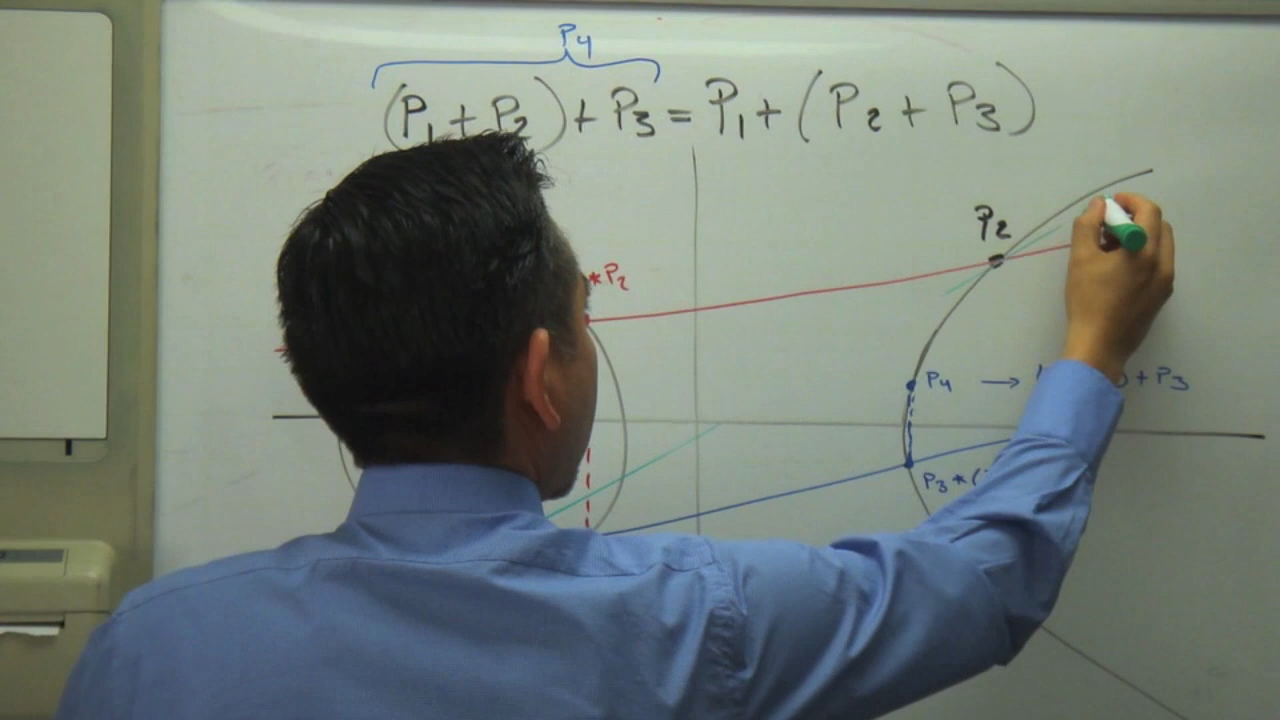 P4
(P1 + P2) + P3 = P1 + (P2 + P3)
P2
*P2
P4 → + P3
P3 * (